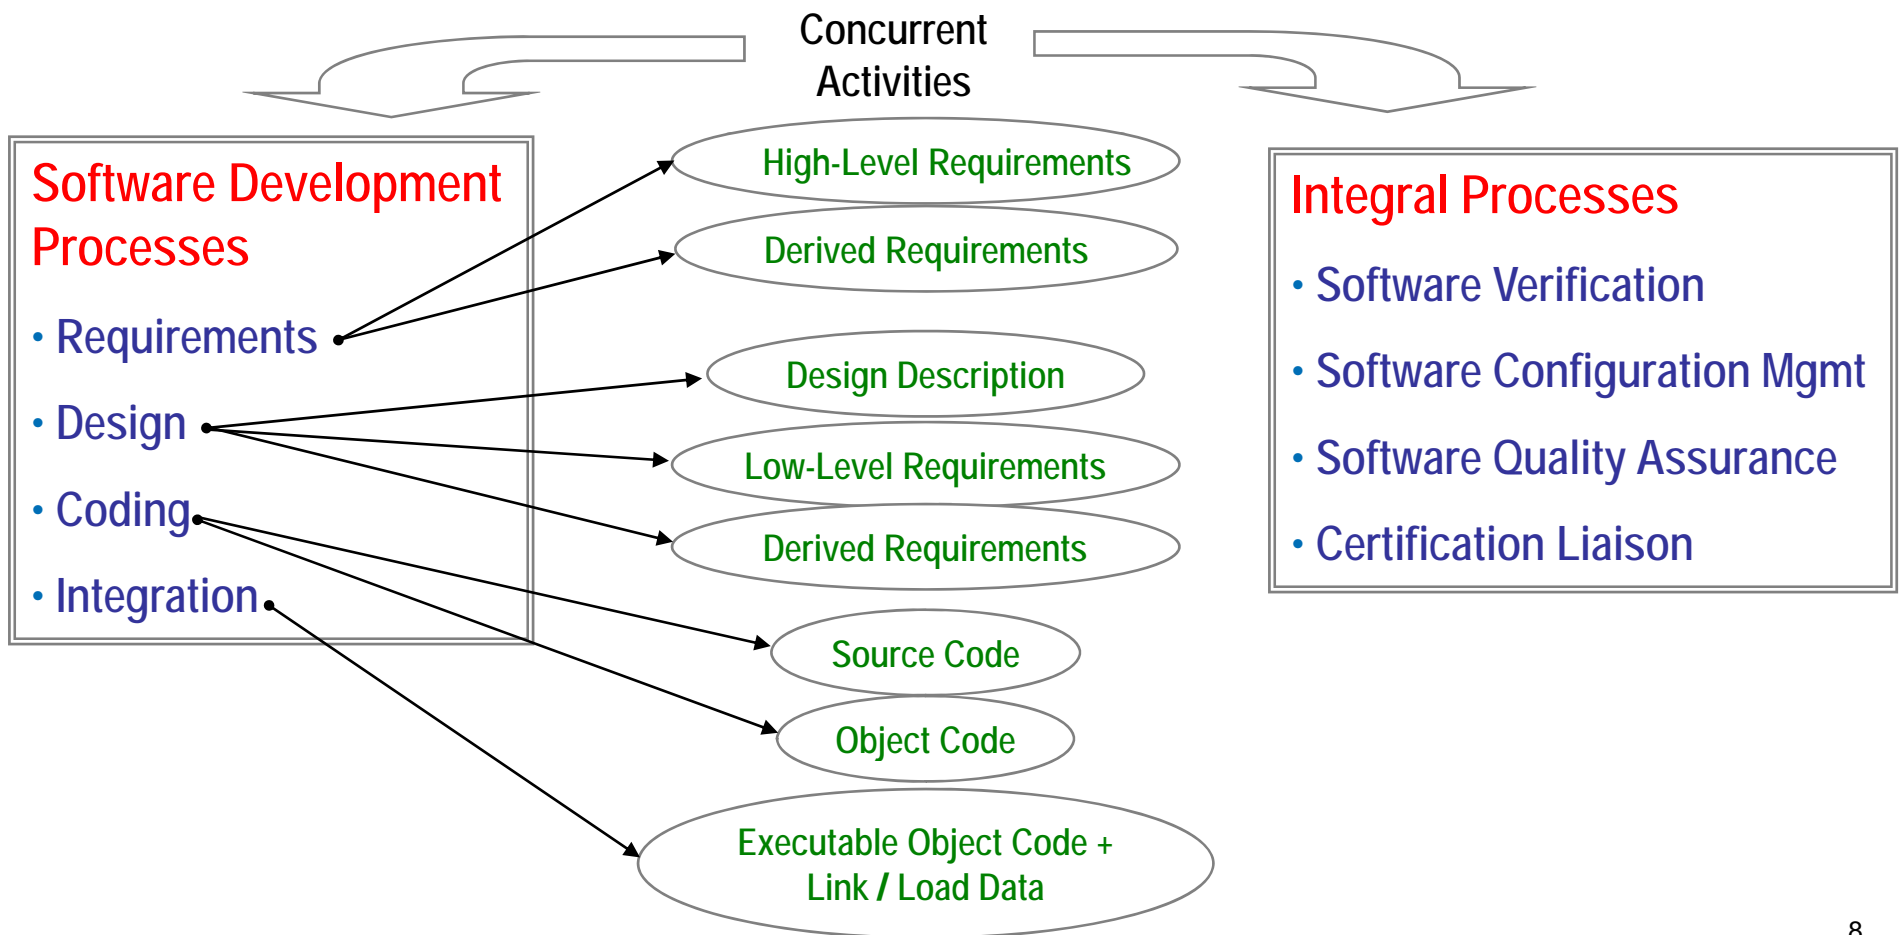 Concurrent
Activities
Software Development
Processes
• Requirements
• Design
• Coding
• Integration
High-Level Requirements
Derived Requirements
Design Description
Low-Level Requirements
Derived Requirements
Source Code
Object Code
Executable Object Code +
Link / Load Data
Integral Processes
• Software Verification
• Software Configuration Mgmt
• Software Quality Assurance
• Certification Liaison
8